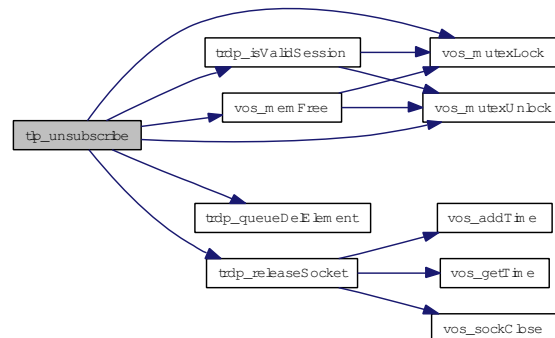 tlp_unsubscribe
trdp_isValidSession
vos_memFree
trdp_queueDelElement
trdp_releaseSocket
vos_mutexLock
vos_mutexUnlock
vos_addTime
vos_getTime
vos_sockClose